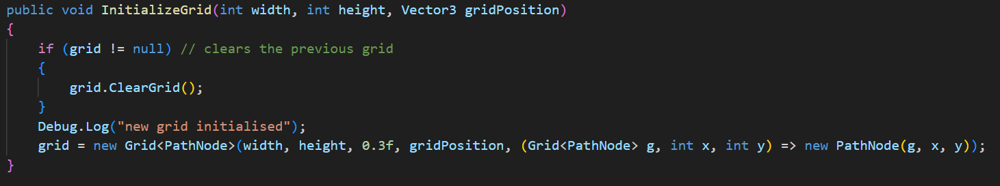 public void InitializeGrid(int width, int height, Vector3 gridPosition)
{
    if (grid != null) // clears the previous grid
    {
        grid.ClearGrid();
    }
    Debug.Log("new grid initialised");
    grid = new Grid<PathNode>(width, height, 0.3f, gridPosition, (Grid<PathNode> g, int x, int y) => new PathNode(g, x, y));
}